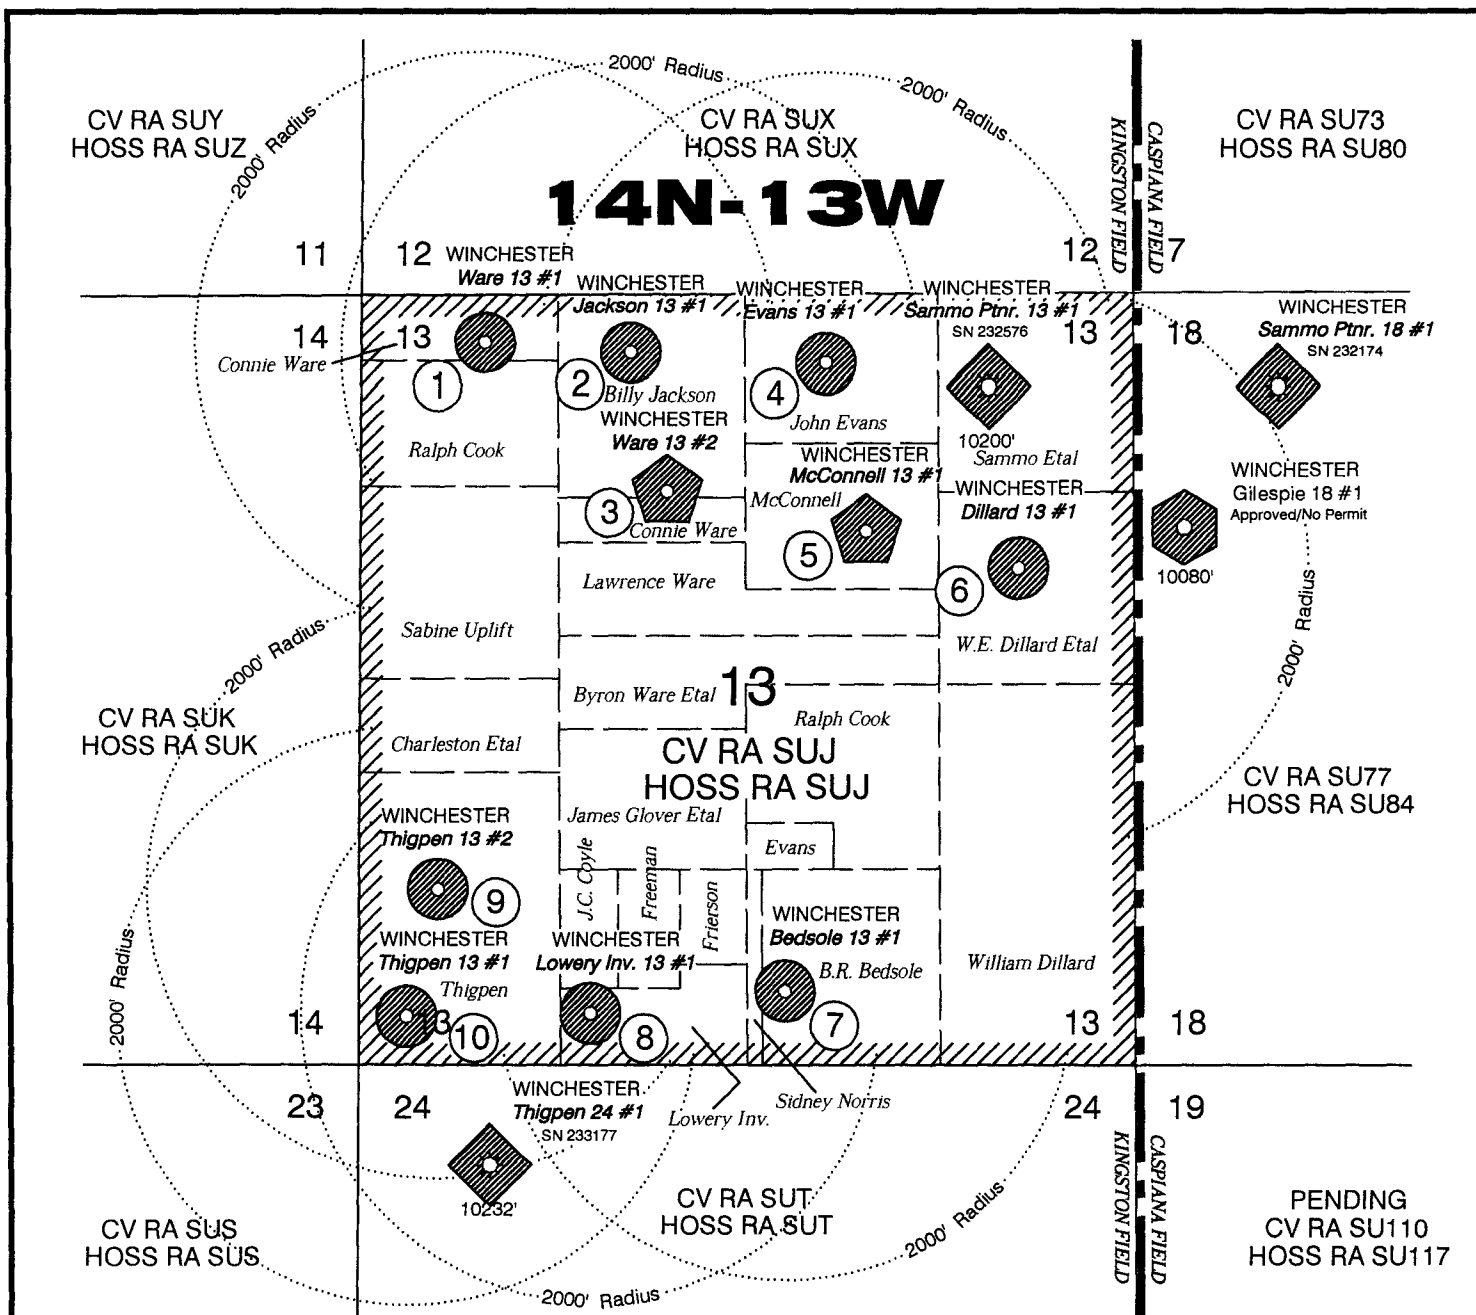 2000' Radius
2000' Radius
2000' Radius
CV RA SUY
HOSS RA SUZ
CV RA SUX
HOSS RA SUX
KINGSTON FIELD
CASPIANA FIELD
CV RA SU73
HOSS RA SU80
14N-13W
11
12
WINCHESTER
Ware 13 #1
12
7
WINCHESTER
Jackson 13 #1
WINCHESTER
Evans 13 #1
WINCHESTER
Sammo Ptnr. 13 #1
SN 232576
WINCHESTER
Sammo Ptnr. 18 #1
SN 232174
14
13
13
18
Connie Ware
1
2
Billy Jackson
4
John Evans
10200'
Sammo Etal
WINCHESTER
Ware 13 #2
Ralph Cook
WINCHESTER
McConnell 13 #1
McConnell
WINCHESTER
Dillard 13 #1
WINCHESTER
Gilespie 18 #1
Approved/No Permit
10080'
3
Connie Ware
5
6
Lawrence Ware
Sabine Uplift
W.E. Dillard Etal
2000' Radius
2000' Radius
Byron Ware Etal
13
Ralph Cook
CV RA SUK
HOSS RA SUK
Charleston Etal
CV RA SUJ
HOSS RA SUJ
CV RA SU77
HOSS RA SU84
WINCHESTER
Thigpen 13 #2
James Glover Etal
Evans
J.C. Coyle
Freeman
Frierson
9
WINCHESTER
Thigpen 13 #1
Thigpen
WINCHESTER
Lowery Inv. 13 #1
WINCHESTER
Bedsole 13 #1
B.R. Bedsole
William Dillard
2000' Radius
14
13
10
8
7
13
18
23
24
WINCHESTER
Thigpen 24 #1
SN 233177
10232'
Lowery Inv.
Sidney Norris
24
19
KINGSTON FIELD
CASPIANA FIELD
CV RA SUS
HOSS RA SUS
CV RA SUT
HOSS RA SUT
2000' Radius
PENDING
CV RA SU110
HOSS RA SU117
2000' Radius